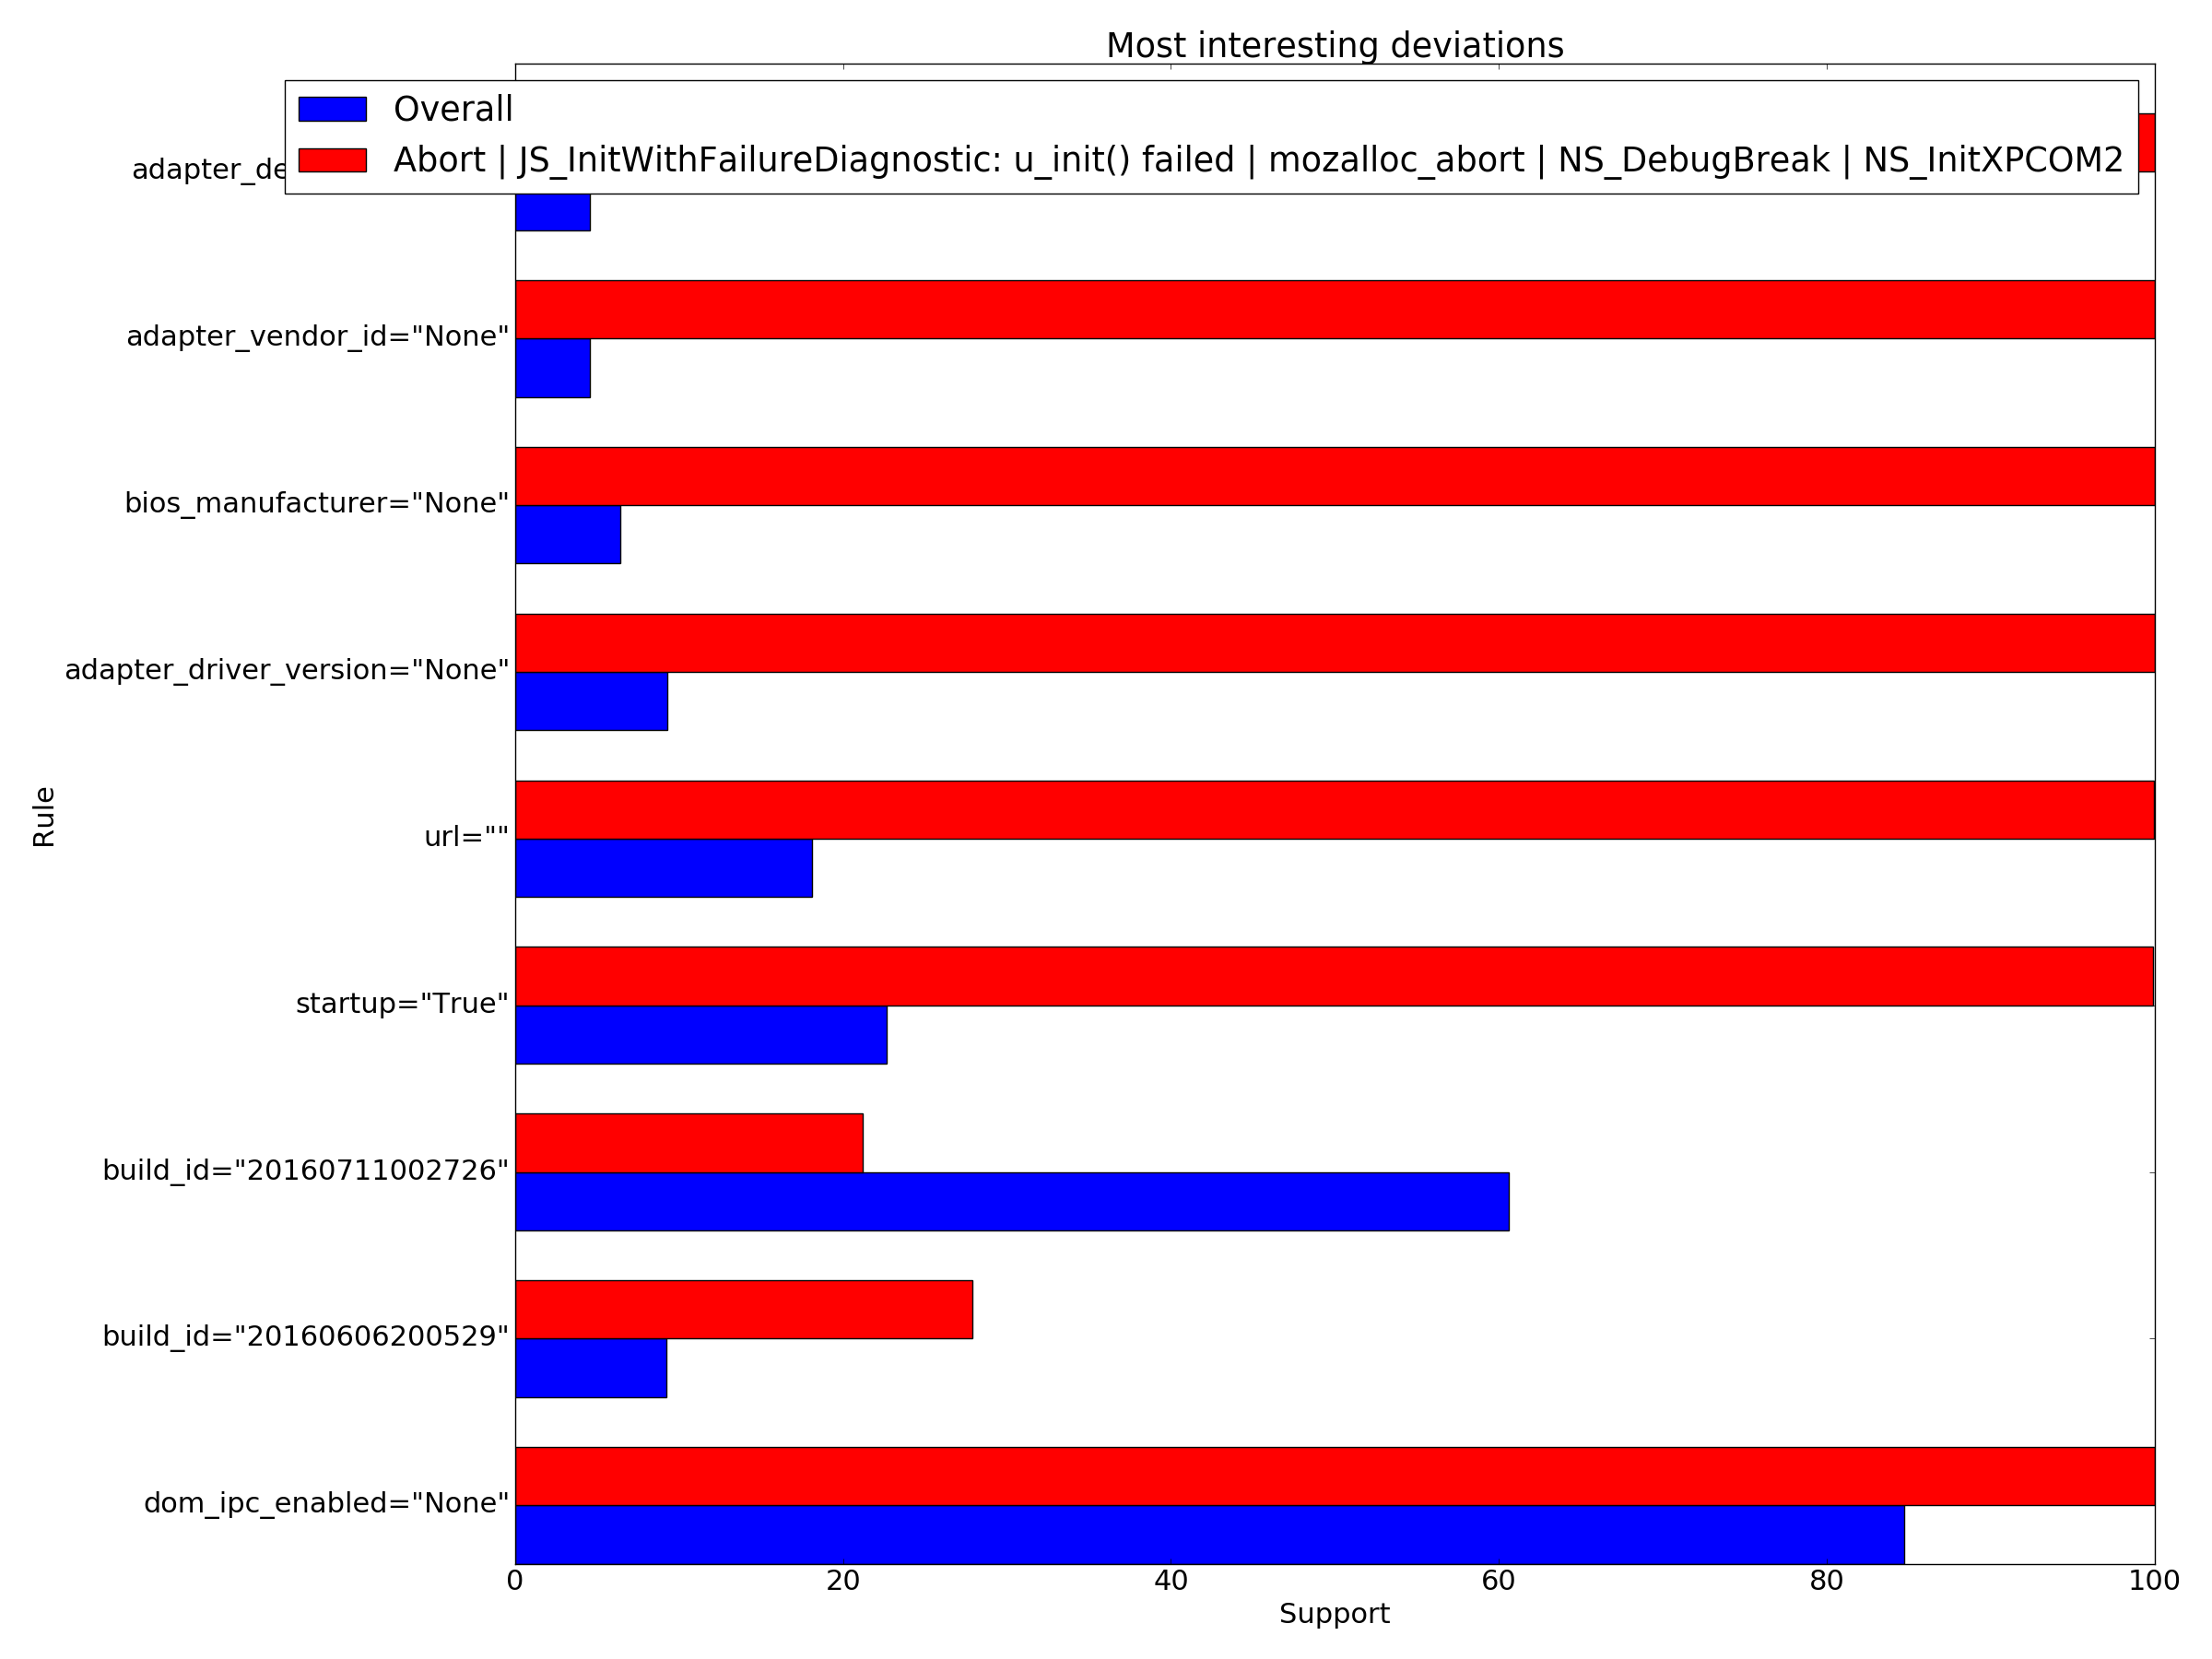 Most interesting deviations
Overall
Abort | JS_InitWithFailureDiagnostic: u_init() failed | mozalloc_abort | NS_DebugBreak | NS_InitXPCOM2
adapter_de
adapter_vendor_id="None"
bios_manufacturer="None"
adapter_driver_version="None"
url=""
startup="True"
build_id="20160711002726"
build_id="20160606200529"
dom_ipc_enabled="None"
Rule
0 20 40 60 80 100
Support